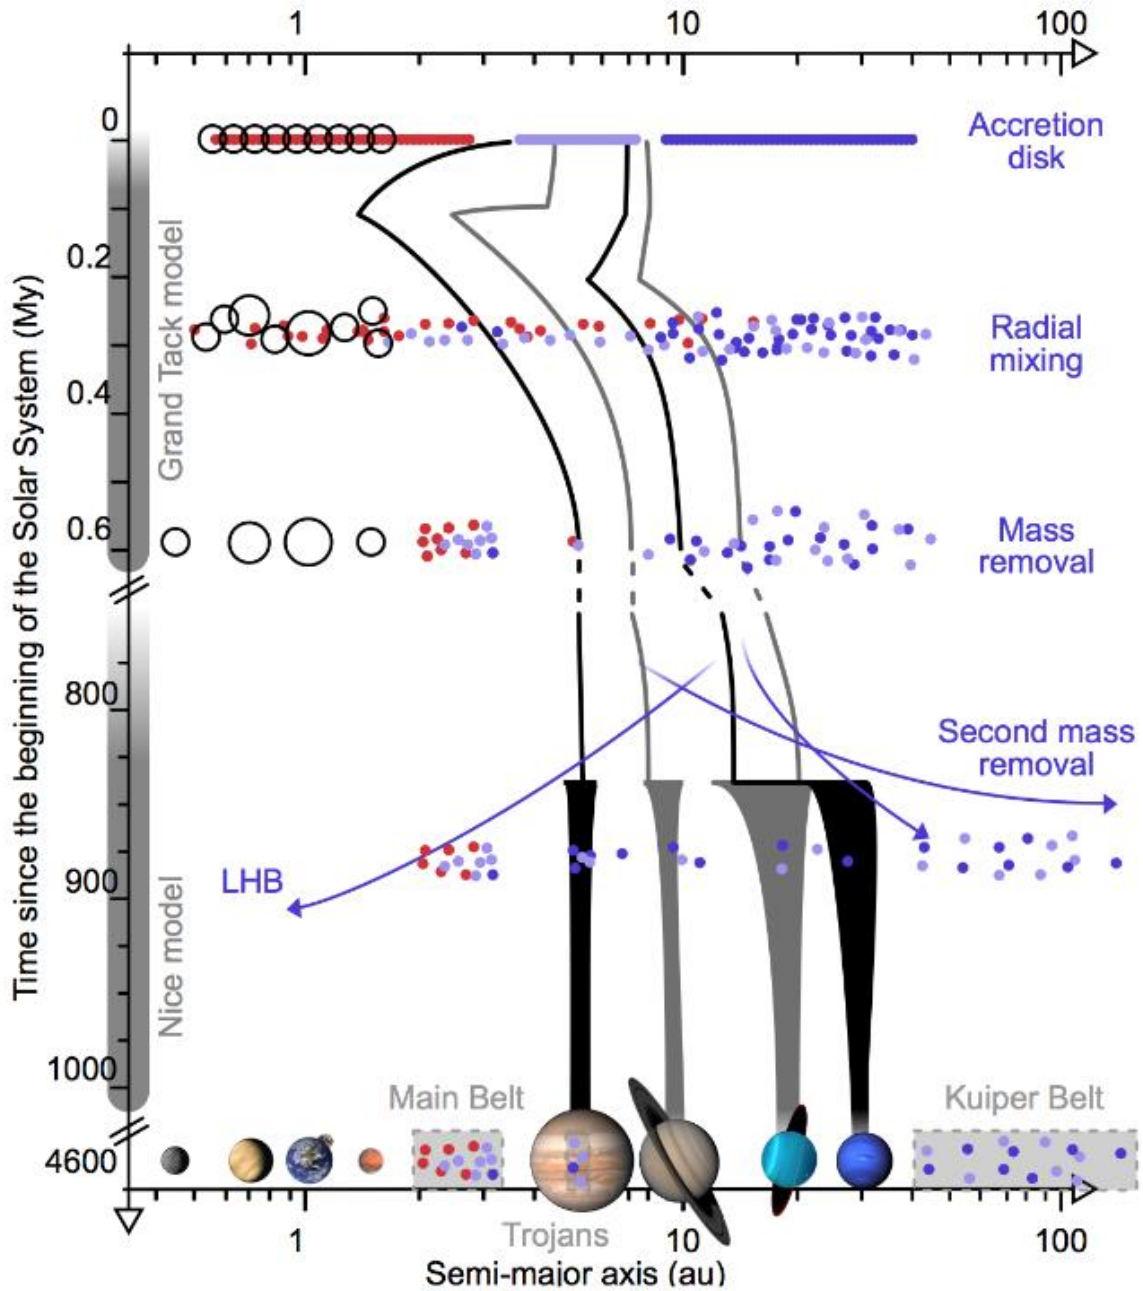 1
10
100
0
Accretion
disk
0.2
Radial
mixing
0.4
0.6
Mass
removal
Grand Tack model
Time since the beginning of the Solar System (My)
800
Second mass
removal
LHB
900
Nice model
1000
Main Belt
Kuiper Belt
4600
Trojans
1
10
100
Semi-major axis (au)